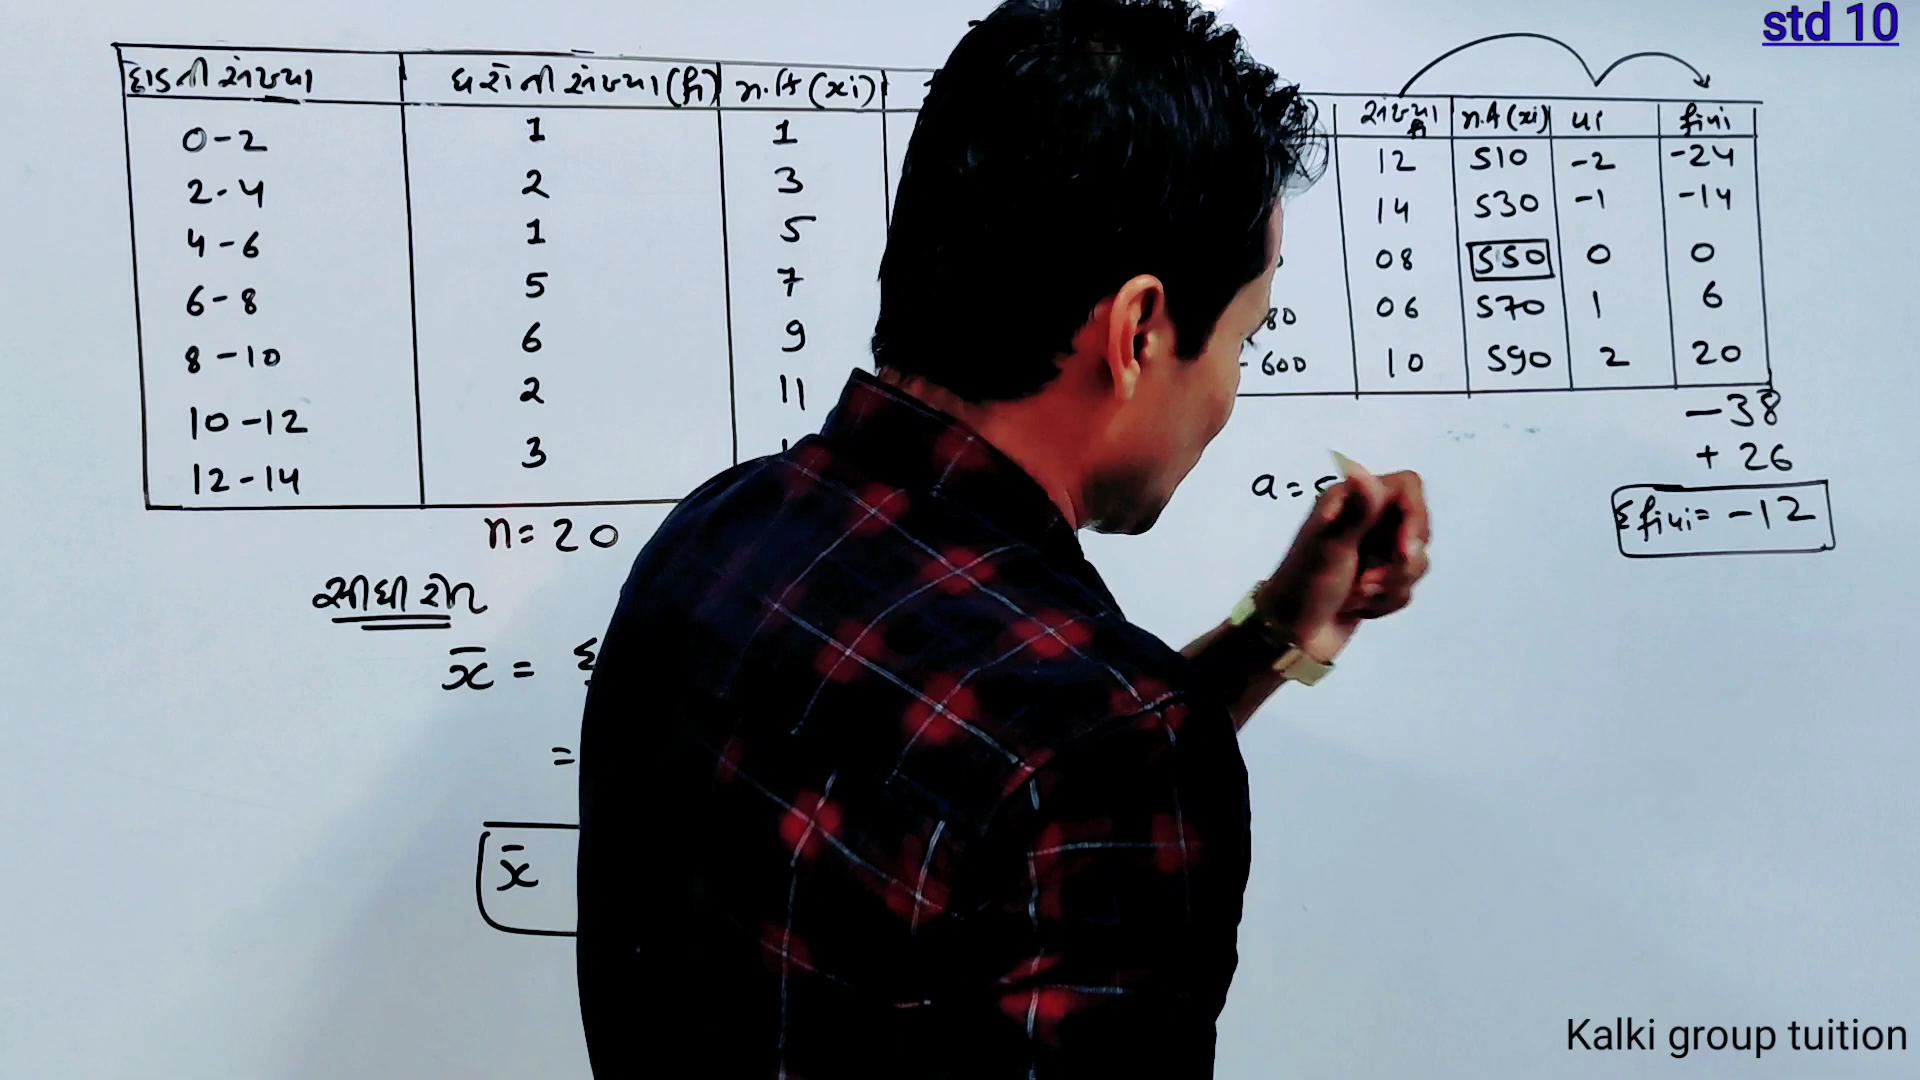 std 10
છોડની સંખ્યા ઘરોની સંખ્યા (fi) મ.કિ (xi)
0-2 1 1
2-4 2 3
4-6 1 5
6-8 5 7
8-10 6 9
10-12 2 11
12-14 3
n=20
સંખ્યા fi મ.કિ (xi) ui fiui
12 510 -2 -24
14 530 -1 -14
08 550 0 0
80 06 570 1 6
-600 10 590 2 20
-38
+ 26
a=5
Σfiui= -12
સીધી રીત
x̄ = Σ
=
x̄
Kalki group tuition